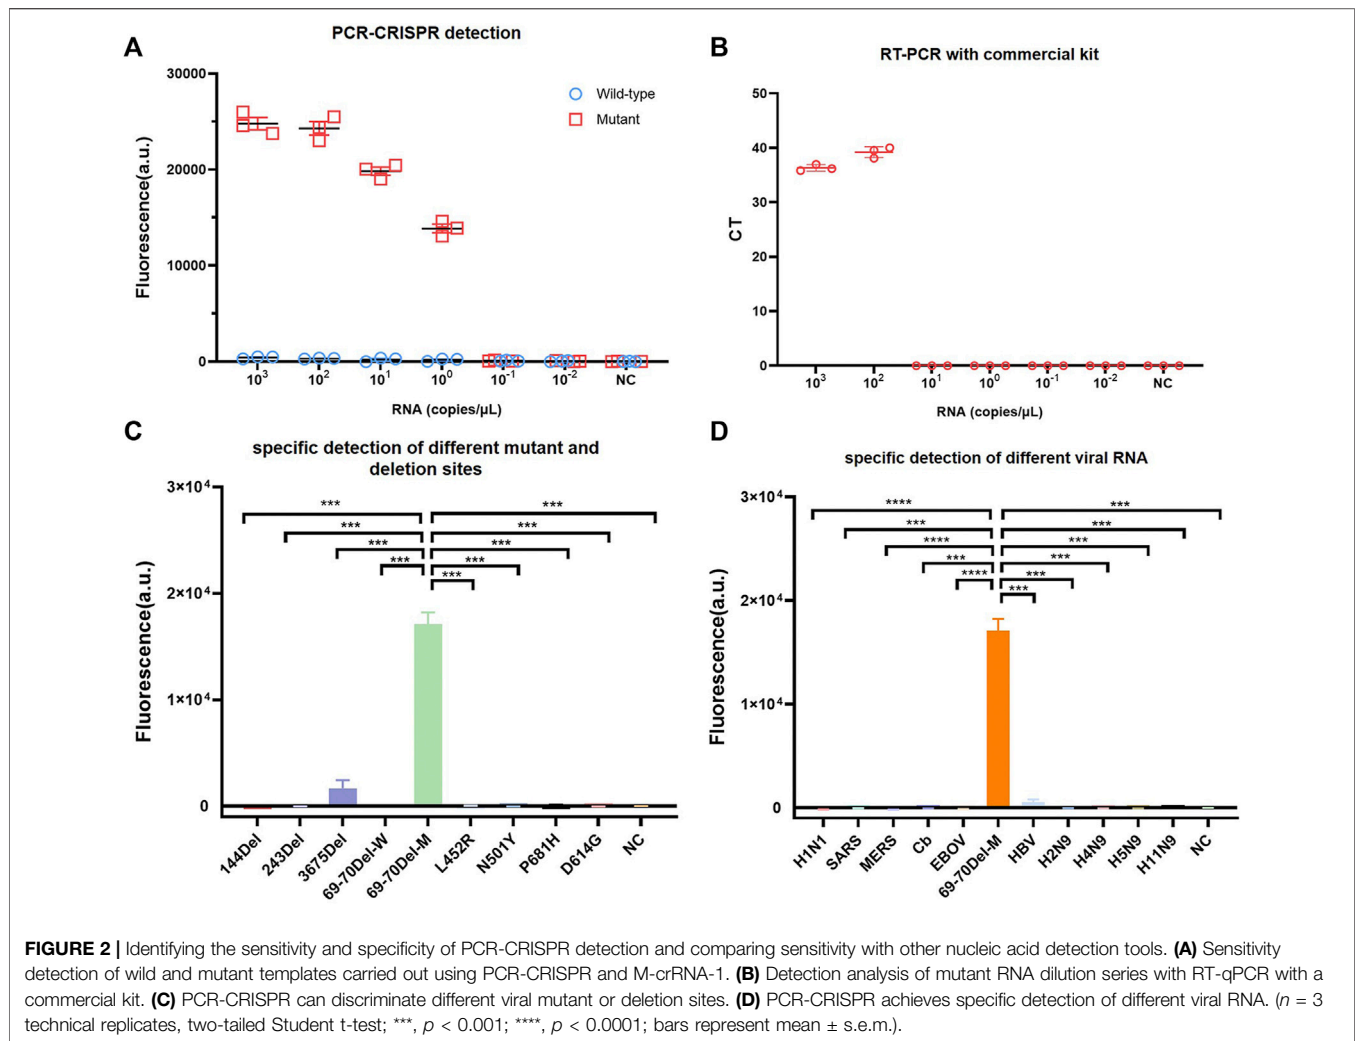 A
PCR-CRISPR detection
30000
20000
10000
0
Fluorescence(a.u.)
Wild-type
Mutant
10³ 10² 10¹ 10⁰ 10⁻¹ 10⁻² NC
RNA (copies/µL)
B
RT-PCR with commercial kit
50
40
30
20
10
0
CT
10³ 10² 10¹ 10⁰ 10⁻¹ 10⁻² NC
RNA (copies/µL)
C
specific detection of different mutant and
deletion sites
3×10⁴
2×10⁴
1×10⁴
0
Fluorescence(a.u.)
*** ***
*** ***
*** ***
*** ***
***
144Del 243Del 3675Del 69-70Del-W 69-70Del-M L452R N501Y P681H D614G NC
D
specific detection of different viral RNA
3×10⁴
2×10⁴
1×10⁴
0
Fluorescence(a.u.)
**** ***
*** ***
**** ***
*** ***
**** ***
***
H1N1 SARS MERS Cb EBOV 69-70Del-M HBV H2N9 H4N9 H5N9 H11N9 NC
FIGURE 2 | Identifying the sensitivity and specificity of PCR-CRISPR detection and comparing sensitivity with other nucleic acid detection tools. (A) Sensitivity
detection of wild and mutant templates carried out using PCR-CRISPR and M-crRNA-1. (B) Detection analysis of mutant RNA dilution series with RT-qPCR with a
commercial kit. (C) PCR-CRISPR can discriminate different viral mutant or deletion sites. (D) PCR-CRISPR achieves specific detection of different viral RNA. (n = 3
technical replicates, two-tailed Student t-test; ***, p < 0.001; ****, p < 0.0001; bars represent mean ± s.e.m.).